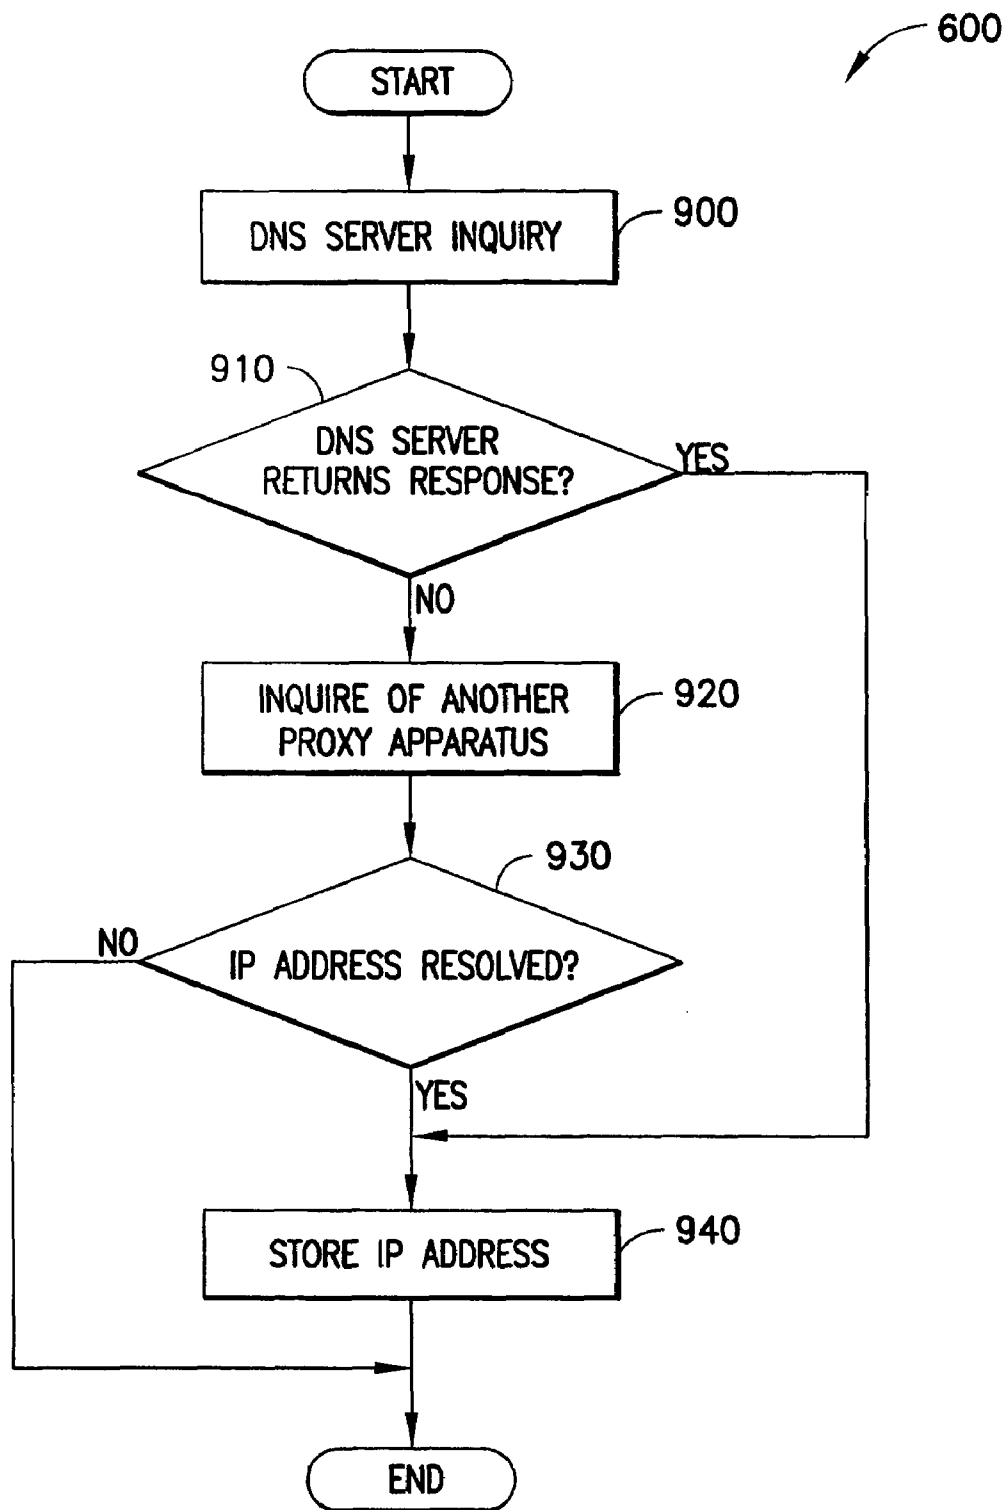 600
START
DNS SERVER INQUIRY
900
910
DNS SERVER
RETURNS RESPONSE?
YES
NO
INQUIRE OF ANOTHER
PROXY APPARATUS
920
930
NO
IP ADDRESS RESOLVED?
YES
STORE IP ADDRESS
940
END